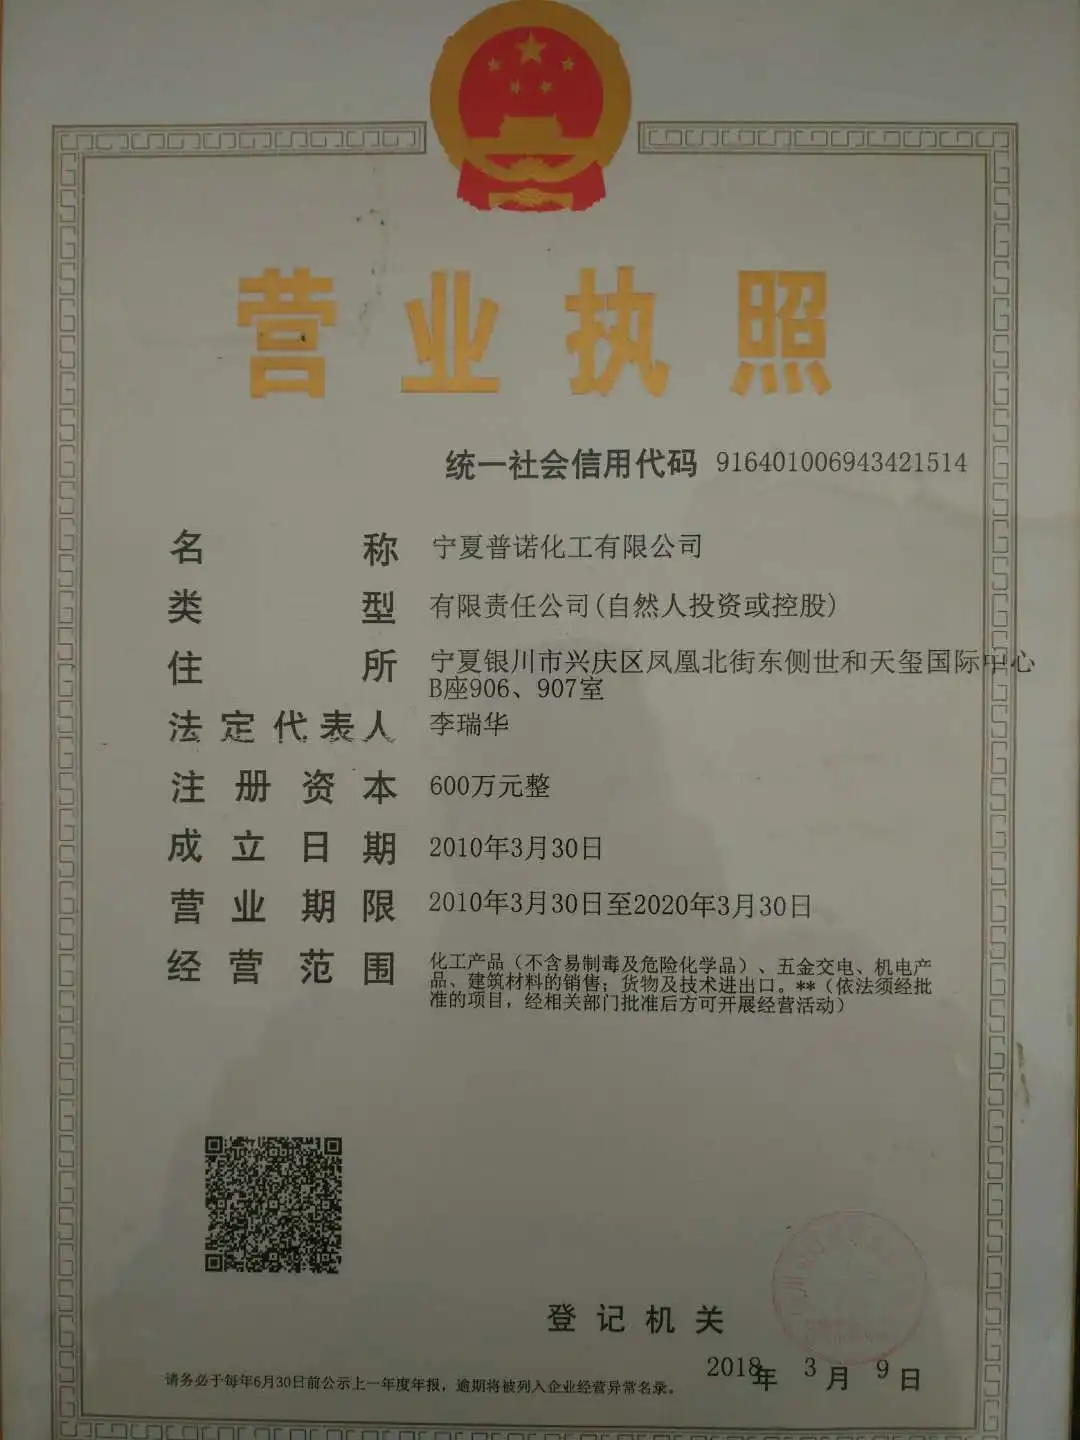 营业执照
统一社会信用代码 916401006943421514
名称 宁夏普诺化工有限公司
类型 有限责任公司(自然人投资或控股)
住所 宁夏银川市兴庆区凤凰北街东侧世和天玺国际中心
B座906、907室
法定代表人 李瑞华
注册资本 600万元整
成立日期 2010年3月30日
营业期限 2010年3月30日至2020年3月30日
经营范围 化工产品（不含易制毒及危险化学品）、五金交电、机电产
品、建筑材料的销售；货物及技术进出口。**（依法须经批
准的项目，经相关部门批准后方可开展经营活动）
登记机关
2018年 3月 9日
请务必于每年6月30日前公示上一年度年报，逾期将被列入企业经营异常名录。